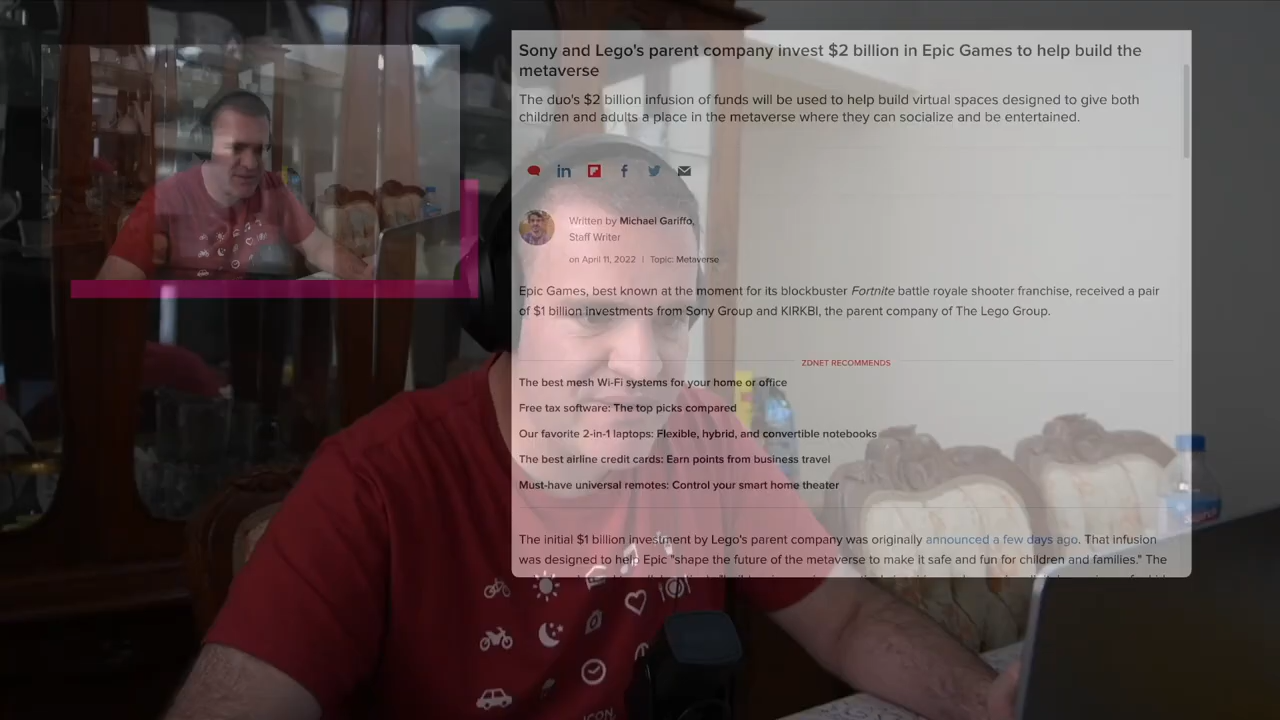 Sony and Lego's parent company invest $2 billion in Epic Games to help build the
metaverse
The duo's $2 billion infusion of funds will be used to help build virtual spaces designed to give both
children and adults a place in the metaverse where they can socialize and be entertained.
Written by Michael Gariffo,
Staff Writer
on April 11, 2022 | Topic: Metaverse
Epic Games, best known at the moment for its blockbuster Fortnite battle royale shooter franchise, received a pair
of $1 billion investments from Sony Group and KIRKBI, the parent company of The Lego Group.
ZDNET RECOMMENDS
The best mesh Wi-Fi systems for your home or office
Free tax software: The top picks compared
Our favorite 2-in-1 laptops: Flexible, hybrid, and convertible notebooks
The best airline credit cards: Earn points from business travel
Must-have universal remotes: Control your smart home theater
The initial $1 billion investment by Lego's parent company was originally announced a few days ago. That infusion
was designed to help Epic "shape the future of the metaverse to make it safe and fun for children and families." The